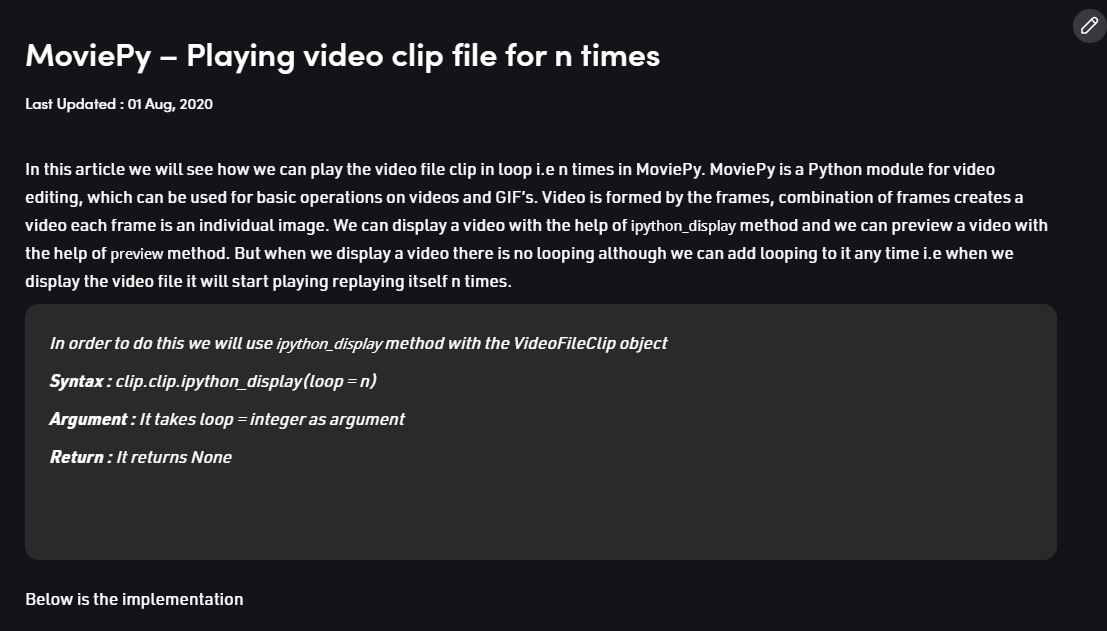 MoviePy – Playing video clip file for n times
Last Updated : 01 Aug, 2020
In this article we will see how we can play the video file clip in loop i.e n times in MoviePy. MoviePy is a Python module for video
editing, which can be used for basic operations on videos and GIF’s. Video is formed by the frames, combination of frames creates a
video each frame is an individual image. We can display a video with the help of ipython_display method and we can preview a video with
the help of preview method. But when we display a video there is no looping although we can add looping to it any time i.e when we
display the video file it will start playing replaying itself n times.
In order to do this we will use ipython_display method with the VideoFileClip object
Syntax : clip.clip.ipython_display(loop = n)
Argument : It takes loop = integer as argument
Return : It returns None
Below is the implementation